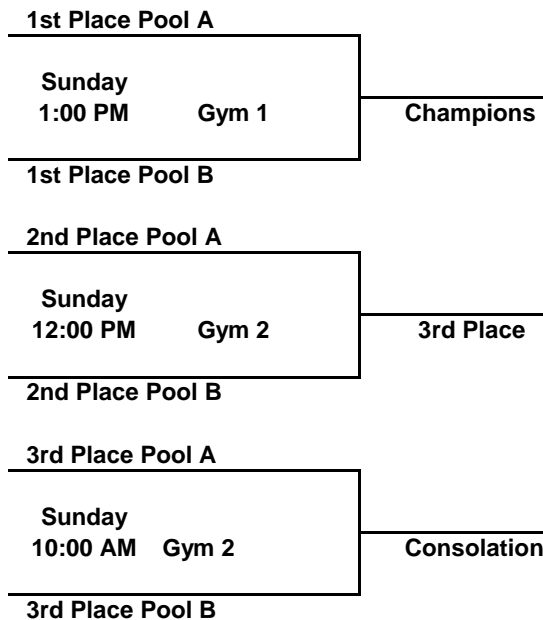 1st Place Pool A
Sunday
1:00 PM Gym 1
Champions
1st Place Pool B
2nd Place Pool A
Sunday
12:00 PM Gym 2
3rd Place
2nd Place Pool B
3rd Place Pool A
Sunday
10:00 AM Gym 2
Consolation
3rd Place Pool B